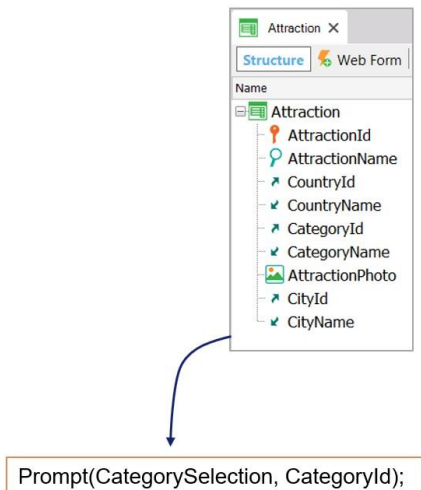 Attraction
Structure Web Form
Name
Attraction
AttractionId
AttractionName
CountryId
CountryName
CategoryId
CategoryName
AttractionPhoto
CityId
CityName
Prompt(CategorySelection, CategoryId);